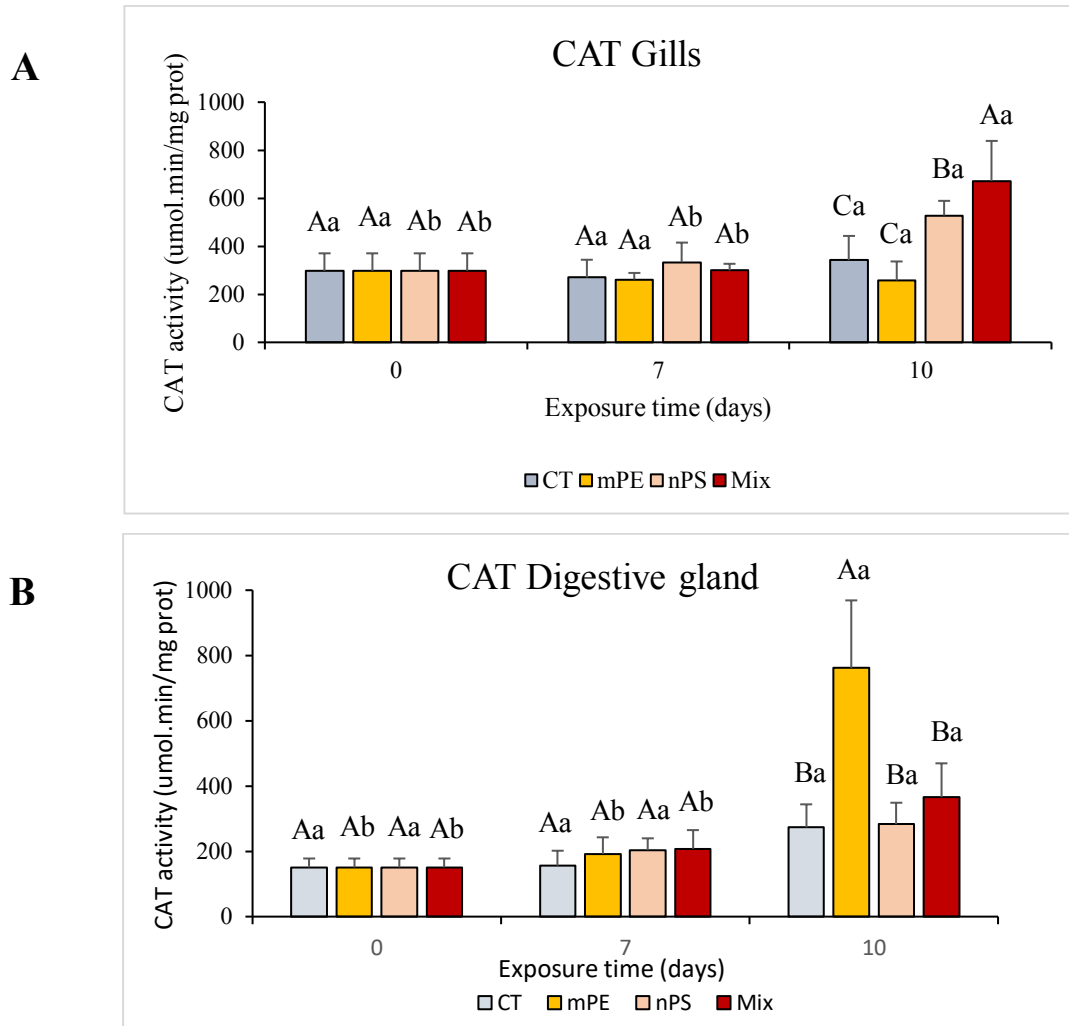 A
CAT Gills
CAT activity (umol.min/mg prot)
1000
800
600
400
200
0
Aa Aa Ab Ab
Aa Aa Ab Ab
Ca Ca Ba Aa
0 7 10
Exposure time (days)
CT mPE nPS Mix
B
CAT Digestive gland
CAT activity (umol.min/mg prot)
1000
800
600
400
200
0
Aa Ab Aa Ab
Aa Ab Aa Ab
Ba Aa Ba Ba
0 7 10
Exposure time (days)
CT mPE nPS Mix